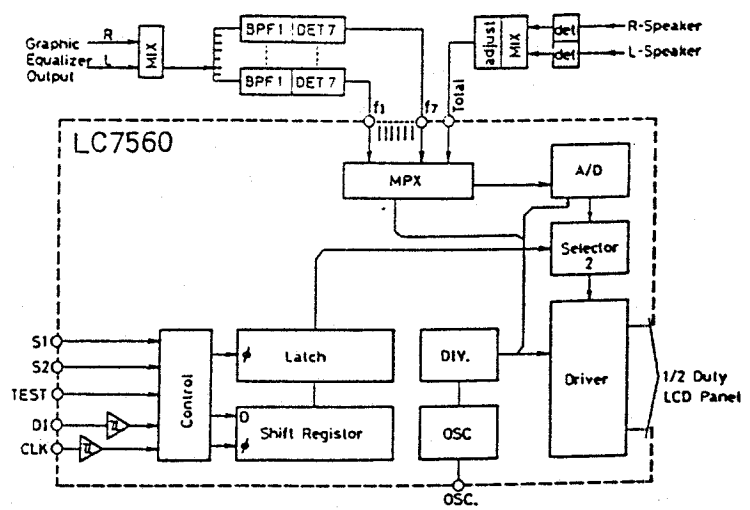 Graphic
Equalizer
Output
R
L
MIX
BPF1
DET7
BPF1
DET7
adjust
MIX
det
det
R-Speaker
L-Speaker
f1
f7
Total
LC7560
MPX
A/D
Selector
2
S1
S2
TEST
DI
CLK
Control
ϕ
Latch
D
ϕ
Shift Registor
DIV.
OSC
OSC.
Driver
1/2 Duty
LCD Panel